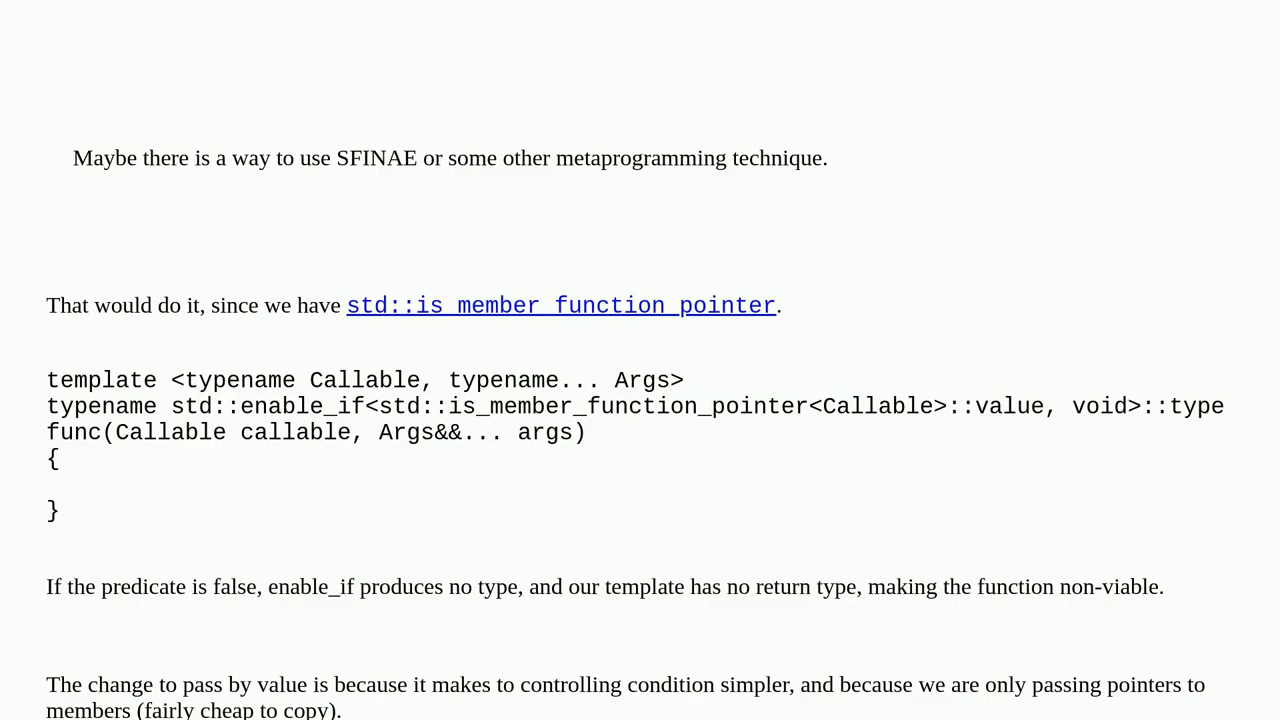 Maybe there is a way to use SFINAE or some other metaprogramming technique.
That would do it, since we have std::is_member_function_pointer.
template <typename Callable, typename... Args>
typename std::enable_if<std::is_member_function_pointer<Callable>::value, void>::type
func(Callable callable, Args&&... args)
{
}
If the predicate is false, enable_if produces no type, and our template has no return type, making the function non-viable.
The change to pass by value is because it makes to controlling condition simpler, and because we are only passing pointers to
members (fairly cheap to copy).